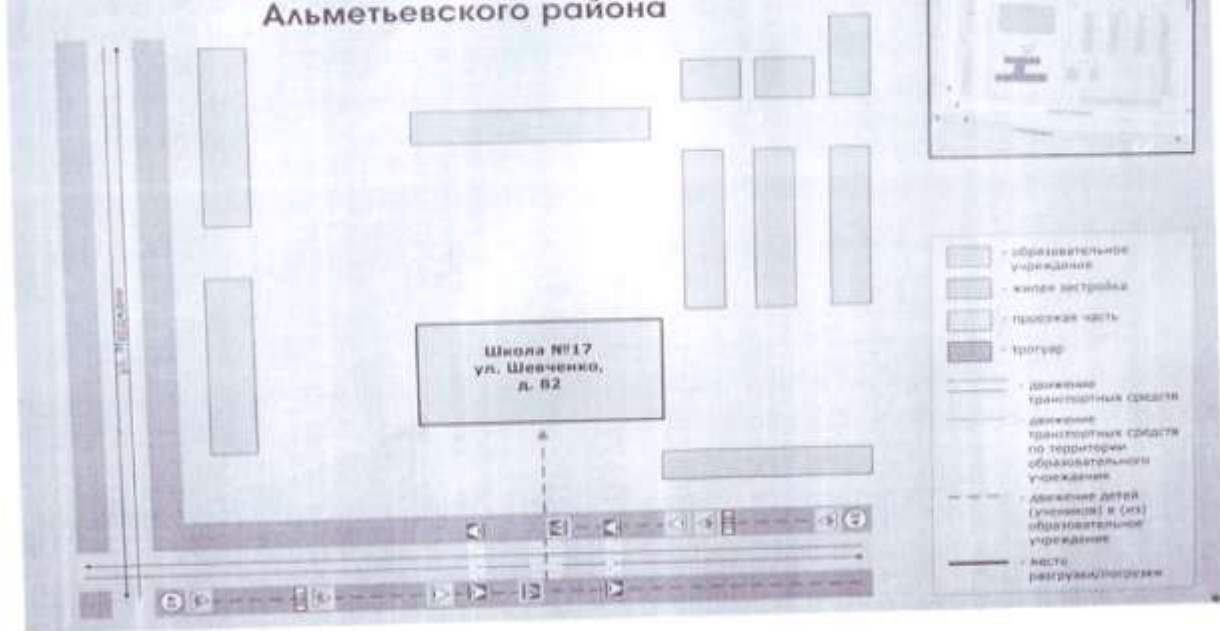 Альметьевского района
Школа №17
ул. Шевченко,
д. 82
- образовательное
учреждение
- жилая застройка
- проезжая часть
- тротуар
- движение
транспортных средств
- движение
транспортных средств
по территории
образовательного
учреждения
- движение детей
(учеников) в (из)
образовательное
учреждение
- место
разгрузки/погрузки